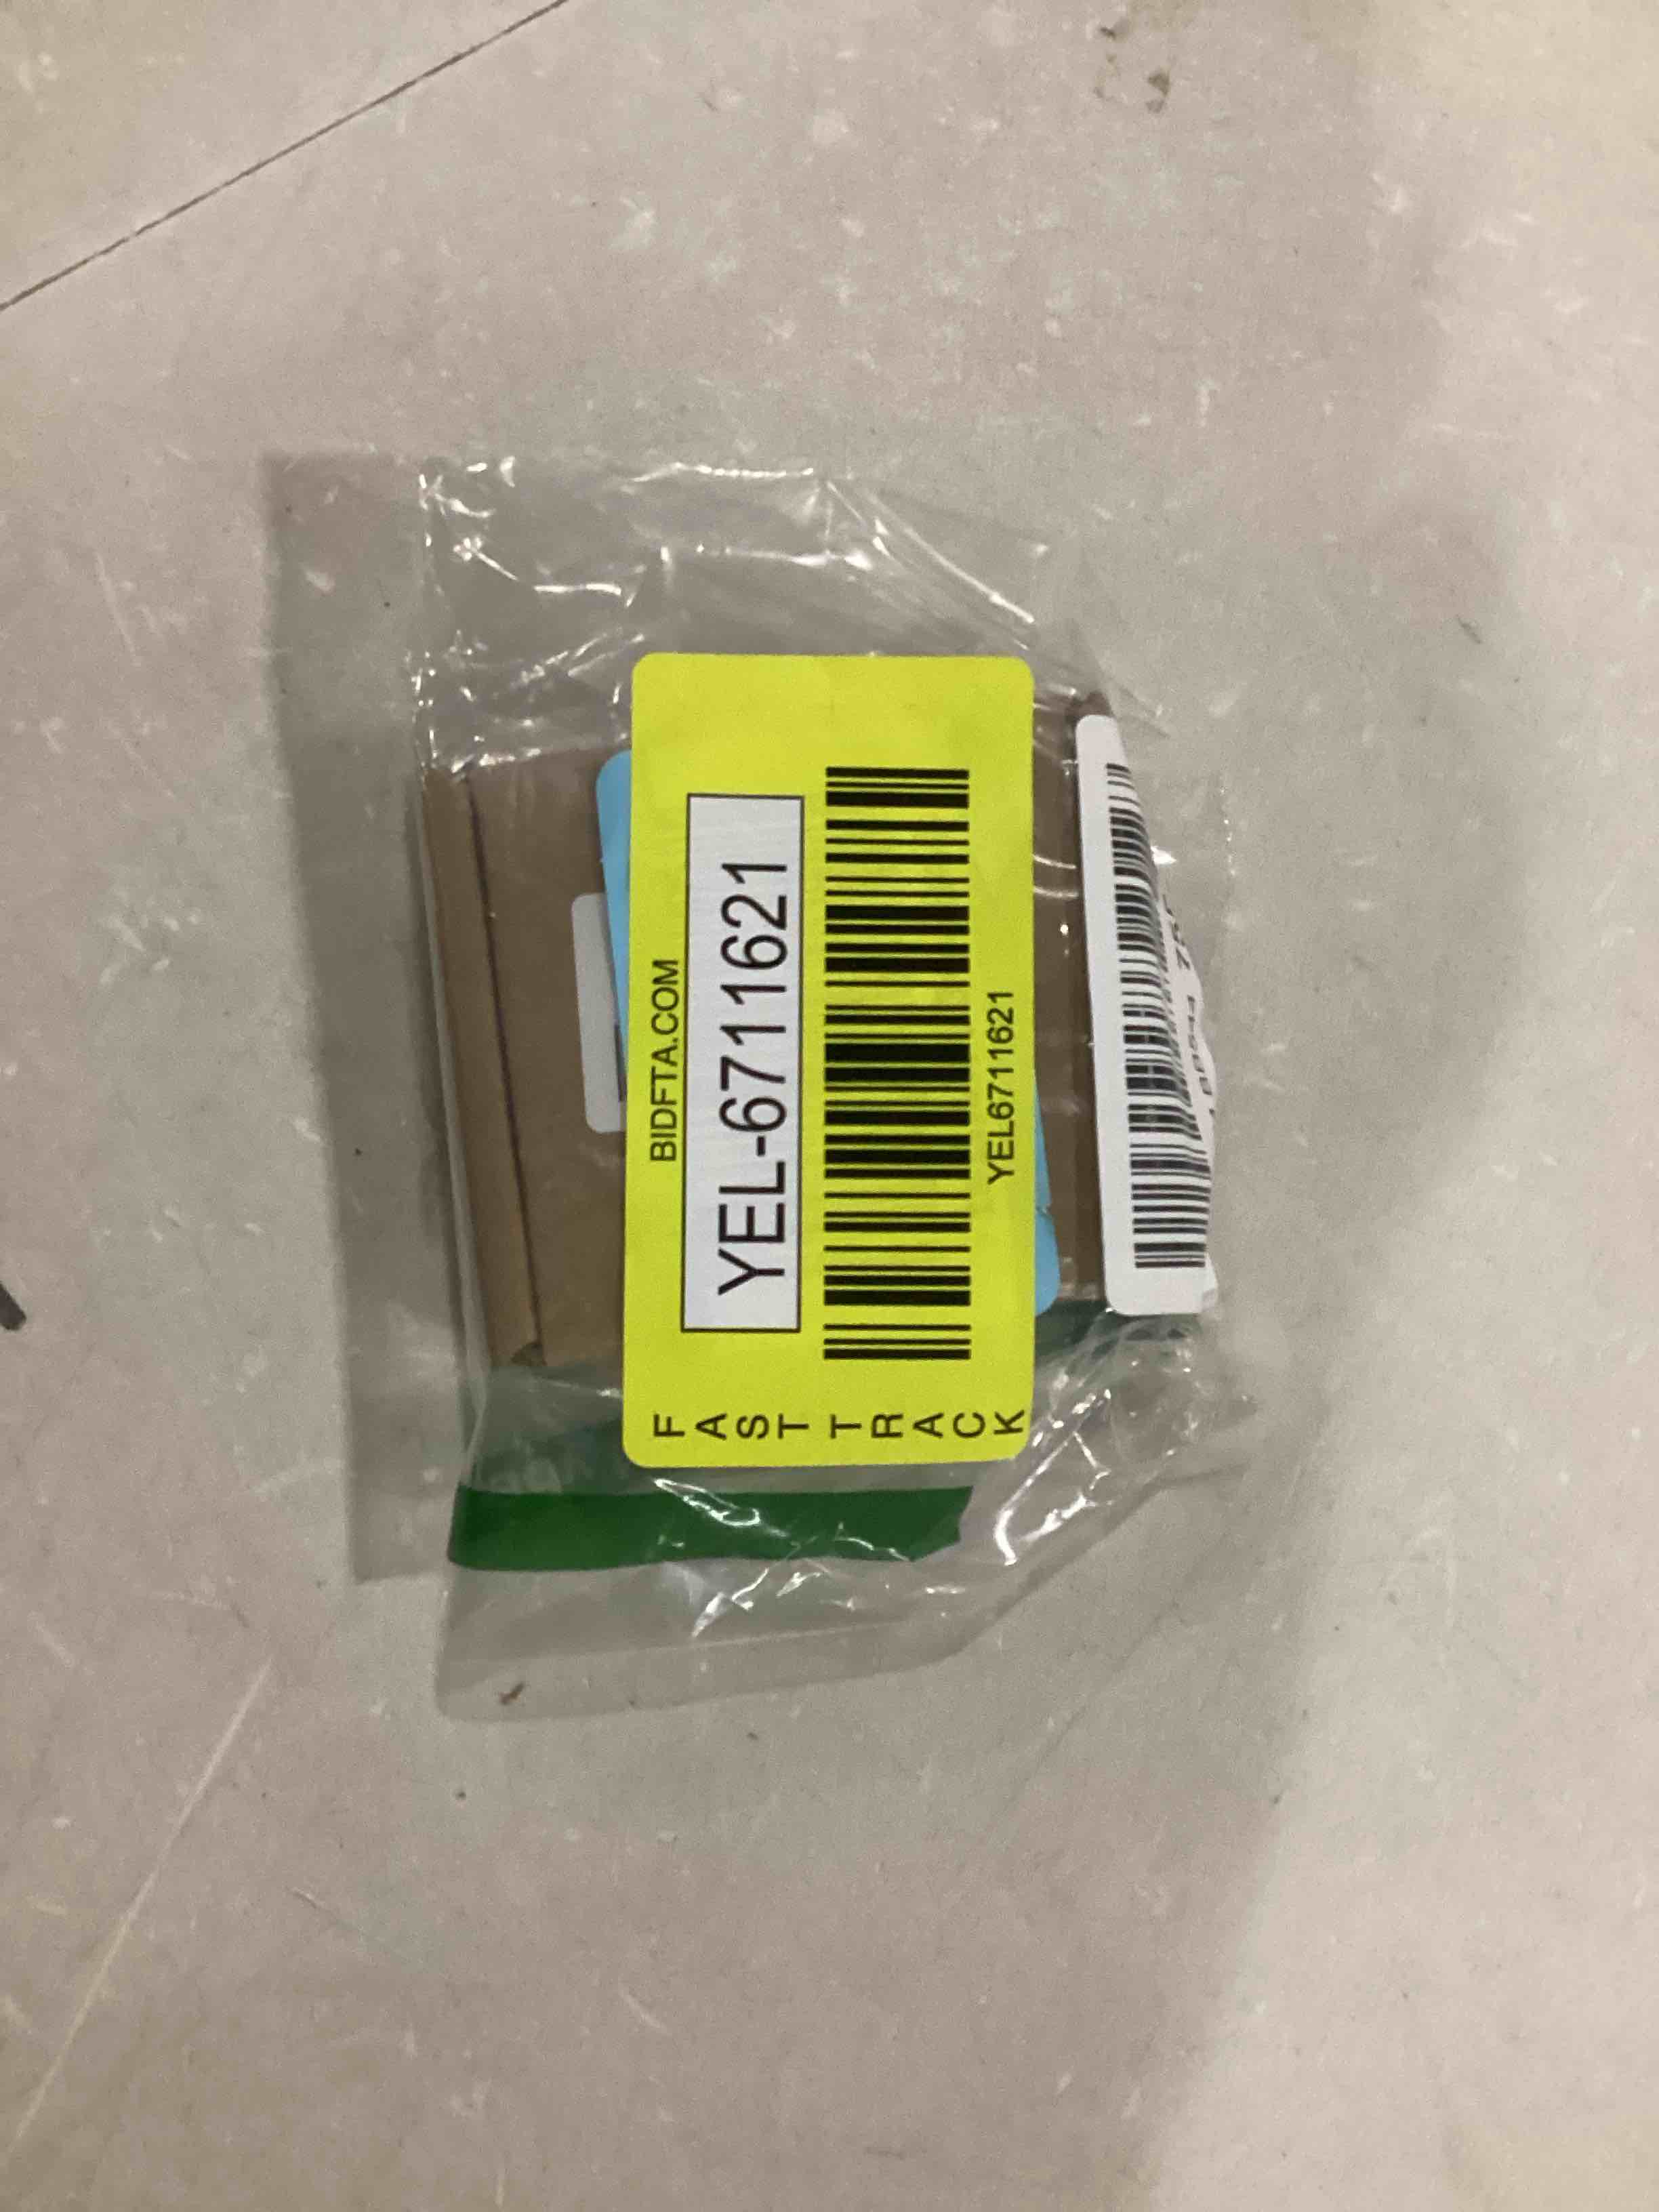 BIDFTA.COM
YEL-6711621
YEL6711621
FAST TRACK